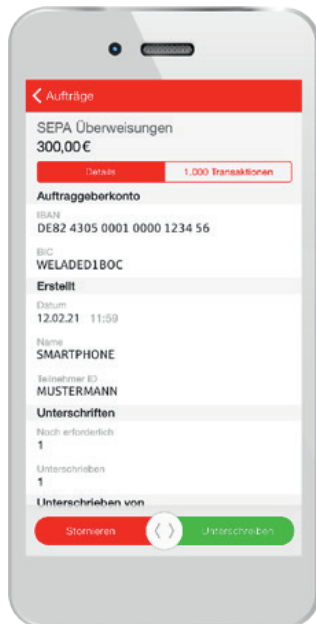 Aufträge
SEPA Überweisungen
300,00 €
Details
1.000 Transaktionen
Auftraggeberkonto
IBAN
DE82 4305 0001 0000 1234 56
BIC
WELADED1BOC
Erstellt
Datum
12.02.21 11:59
Name
SMARTPHONE
Teilnehmer ID
MUSTERMANN
Unterschriften
Noch erforderlich
1
Unterschrieben
1
Unterschrieben von
Stornieren
Unterschreiben